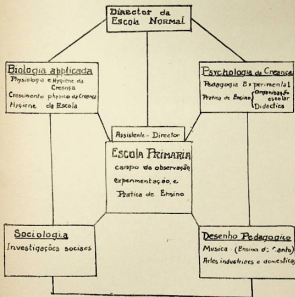 Director da
Escola Normal
Biologia applicada
Physiologia e Hygiene da
Creança
Crescimento physico da Creança
Hygiene da Escola
Psychologia da Creança
Pedagogia Experimental
Pratica de Ensino
Organização
escolar
Didactica
Assistente - Director
Escola Primaria
campo de observação
experimentação, e
Pratica de Ensino
Sociologia
Investigações sociaes
Desenho Pedagogico
Musica (Ensino de Canto)
Artes industriaes e domesticas